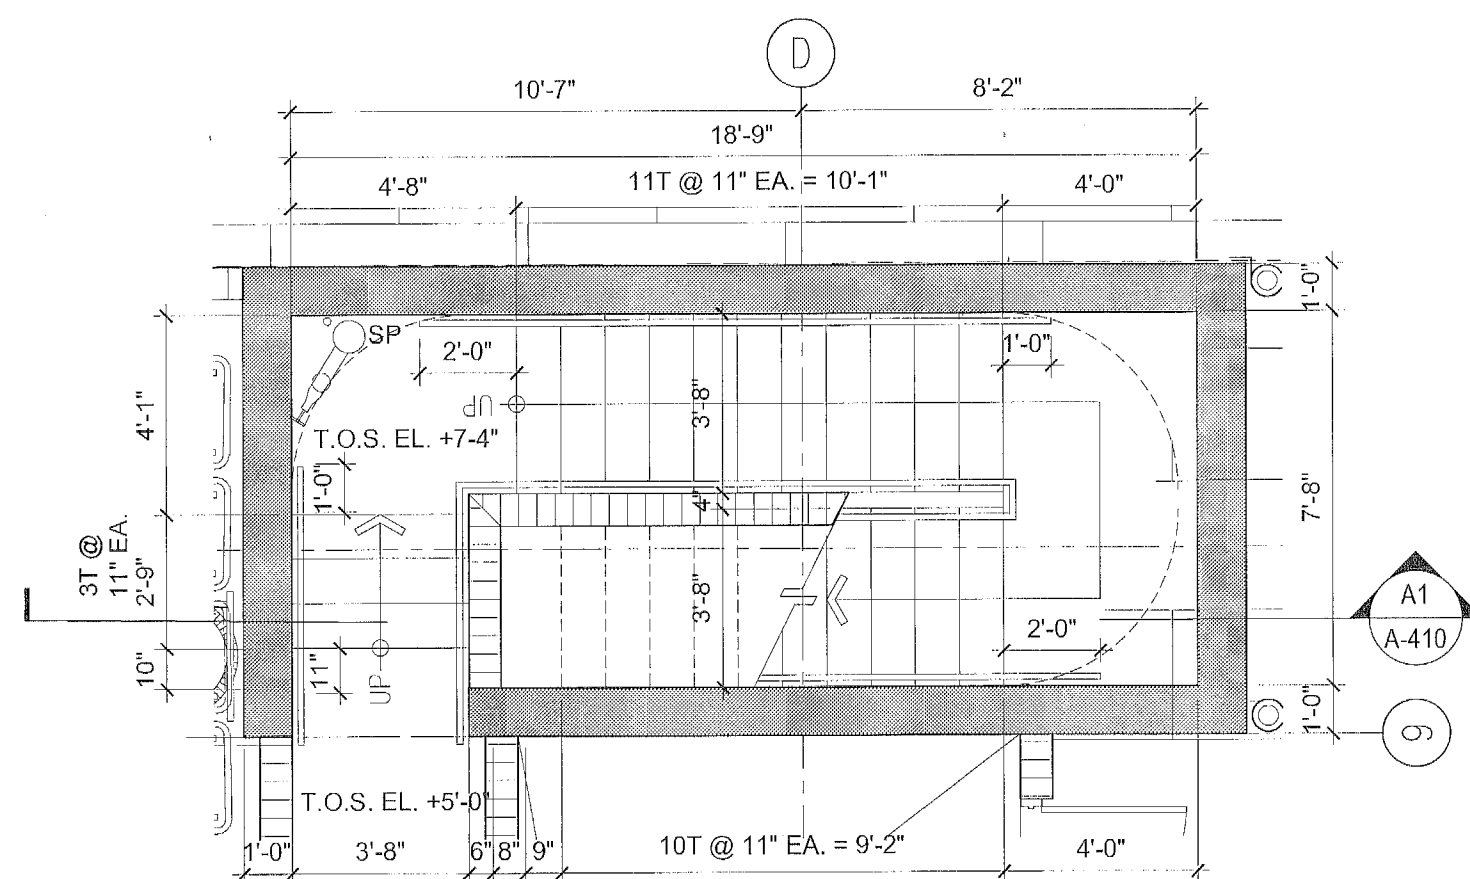 D
10'-7"
8'-2"
18'-9"
4'-8"
11T @ 11" EA. = 10'-1"
4'-0"
1'-0"
SP
2'-0"
1'-0"
UP
3'-8"
4'-1"
T.O.S. EL. +7-4"
1'-0"
4"
7'-8"
3T @
11" EA.
2'-9"
3'-8"
A1
A-410
2'-0"
10"
11"
UP
1'-0"
9
T.O.S. EL. +5'-0"
1'-0"
3'-8"
6"
8"
9"
10T @ 11" EA. = 9'-2"
4'-0"